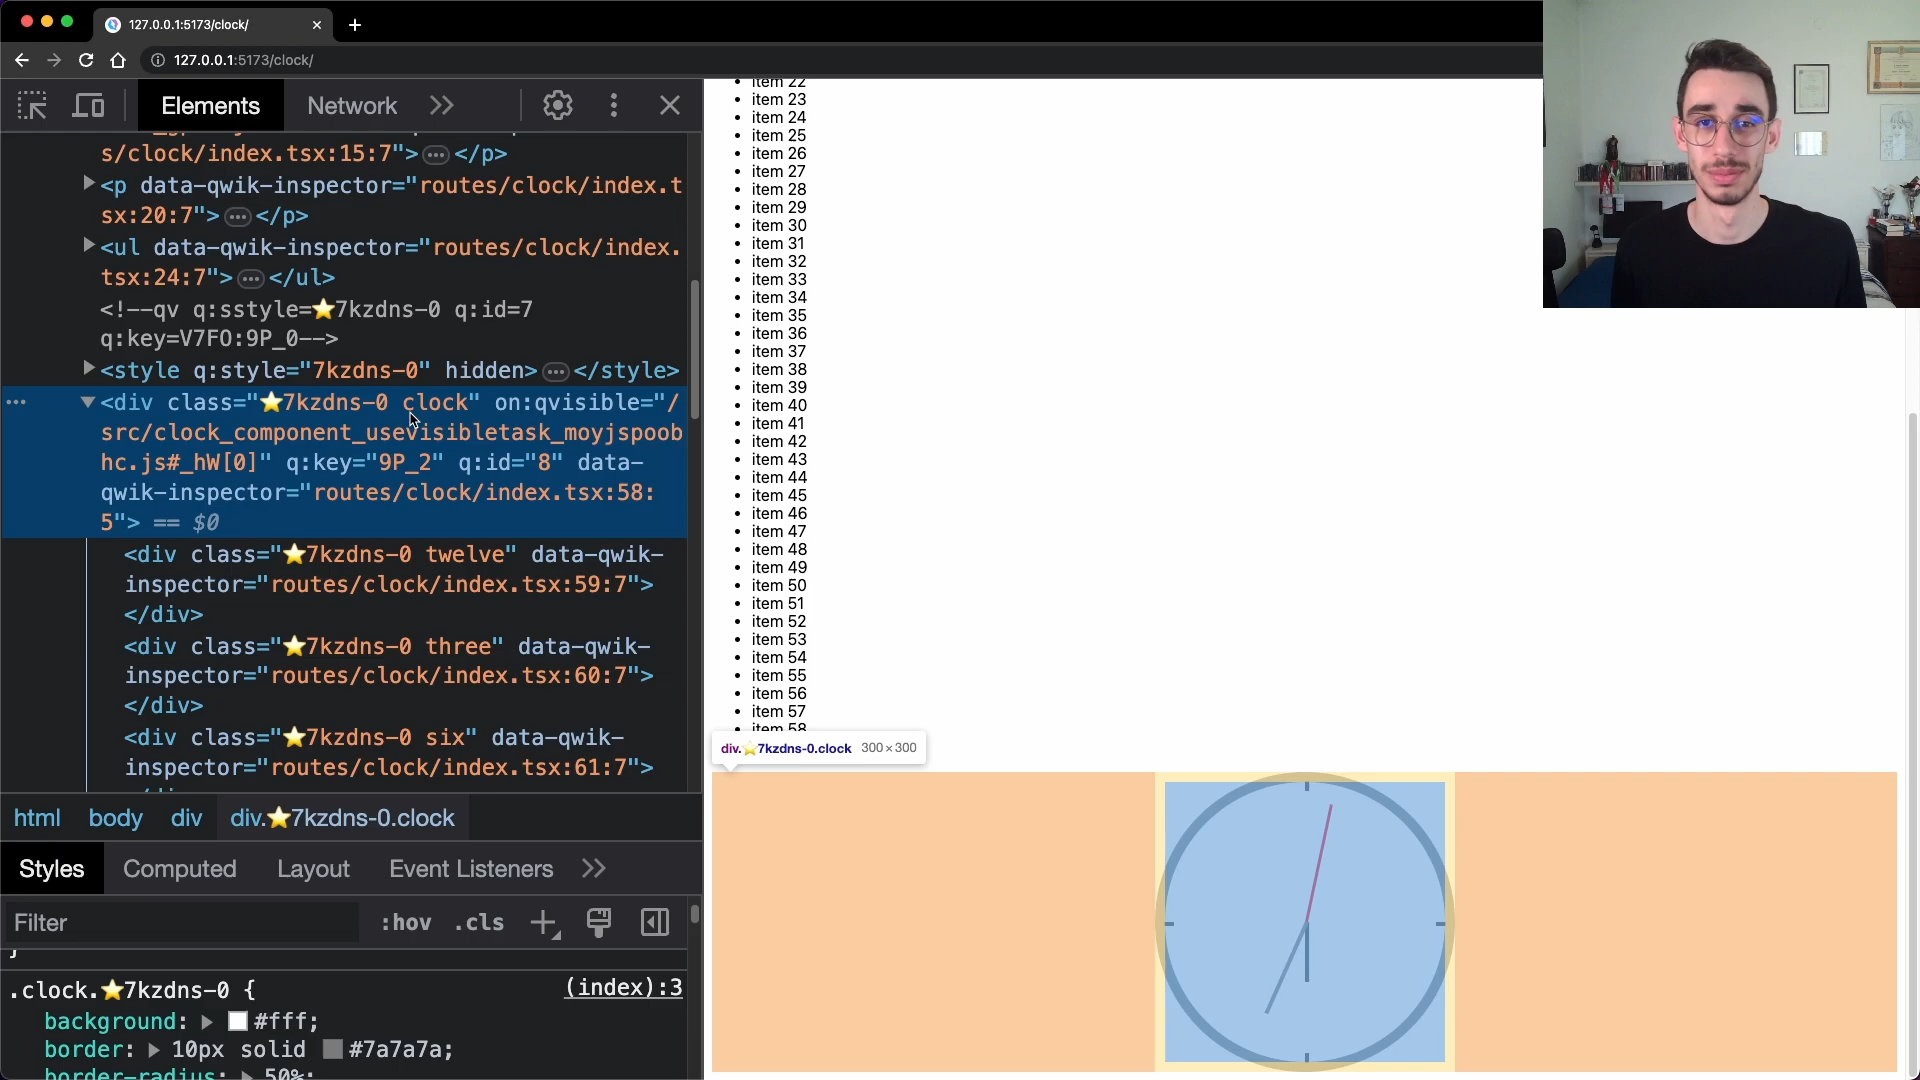 127.0.0.1:5173/clock/
127.0.0.1:5173/clock/
Elements
Network
s/clock/index.tsx:15:7">…</p>
<p data-qwik-inspector="routes/clock/index.t
sx:20:7">…</p>
<ul data-qwik-inspector="routes/clock/index.
tsx:24:7">…</ul>
<!--qv q:sstyle=⭐7kzdns-0 q:id=7
q:key=V7FO:9P_0-->
<style q:style="7kzdns-0" hidden>…</style>
<div class="⭐7kzdns-0 clock" on:qvisible="/
src/clock_component_usevisibletask_moyjspoob
hc.js#_hW[0]" q:key="9P_2" q:id="8" data-
qwik-inspector="routes/clock/index.tsx:58:
5"> == $0
<div class="⭐7kzdns-0 twelve" data-qwik-
inspector="routes/clock/index.tsx:59:7">
</div>
<div class="⭐7kzdns-0 three" data-qwik-
inspector="routes/clock/index.tsx:60:7">
</div>
<div class="⭐7kzdns-0 six" data-qwik-
inspector="routes/clock/index.tsx:61:7">
html body div div.⭐7kzdns-0.clock
Styles Computed Layout Event Listeners
Filter :hov .cls
}
.clock.⭐7kzdns-0 { (index):3
background: #fff;
border: 10px solid #7a7a7a;
border-radius: 50%;
item 22
item 23
item 24
item 25
item 26
item 27
item 28
item 29
item 30
item 31
item 32
item 33
item 34
item 35
item 36
item 37
item 38
item 39
item 40
item 41
item 42
item 43
item 44
item 45
item 46
item 47
item 48
item 49
item 50
item 51
item 52
item 53
item 54
item 55
item 56
item 57
item 58
div.⭐7kzdns-0.clock 300×300